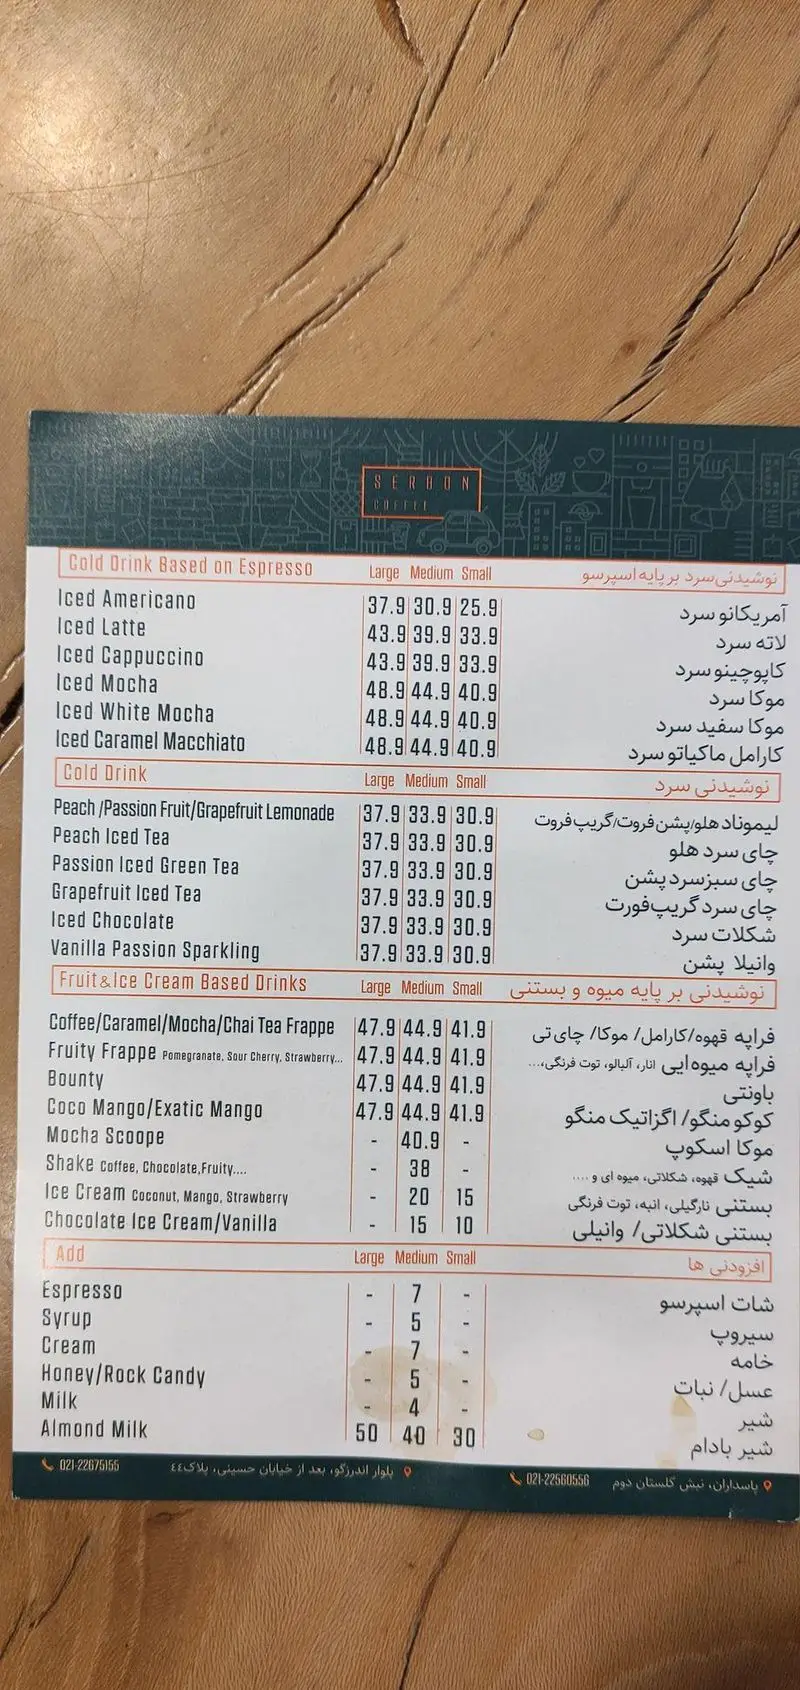 SERDON
COFFEE
Cold Drink Based on Espresso Large Medium Small نوشیدنی سرد بر پایه اسپرسو
Iced Americano 37.9 30.9 25.9 آمریکانو سرد
Iced Latte 43.9 39.9 33.9 لاته سرد
Iced Cappuccino 43.9 39.9 33.9 کاپوچینو سرد
Iced Mocha 48.9 44.9 40.9 موکا سرد
Iced White Mocha 48.9 44.9 40.9 موکا سفید سرد
Iced Caramel Macchiato 48.9 44.9 40.9 کارامل ماکیاتو سرد
Cold Drink Large Medium Small نوشیدنی سرد
Peach /Passion Fruit/Grapefruit Lemonade 37.9 33.9 30.9 لیموناد هلو/پشن فروت/گریپ فروت
Peach Iced Tea 37.9 33.9 30.9 چای سرد هلو
Passion Iced Green Tea 37.9 33.9 30.9 چای سبز سرد پشن
Grapefruit Iced Tea 37.9 33.9 30.9 چای سرد گریپ فورت
Iced Chocolate 37.9 33.9 30.9 شکلات سرد
Vanilla Passion Sparkling 37.9 33.9 30.9 وانیلا پشن
Fruit&Ice Cream Based Drinks Large Medium Small نوشیدنی بر پایه میوه و بستنی
Coffee/Caramel/Mocha/Chai Tea Frappe 47.9 44.9 41.9 فراپه قهوه/کارامل/ موکا/ چای تی
Fruity Frappe Pomegranate, Sour Cherry, Strawberry... 47.9 44.9 41.9 فراپه میوه ایی انار، آلبالو، توت فرنگی،...
Bounty 47.9 44.9 41.9 باونتی
Coco Mango/Exatic Mango 47.9 44.9 41.9 کوکو منگو/ اگزاتیک منگو
Mocha Scoope - 40.9 - موکا اسکوپ
Shake Coffee, Chocolate,Fruity.... - 38 - شیک قهوه، شکلاتی، میوه ای و ....
Ice Cream Coconut, Mango, Strawberry - 20 15 بستنی نارگیلی، انبه، توت فرنگی
Chocolate Ice Cream/Vanilla - 15 10 بستنی شکلاتی/ وانیلی
Add Large Medium Small افزودنی ها
Espresso - 7 - شات اسپرسو
Syrup - 5 - سیروپ
Cream - 7 - خامه
Honey/Rock Candy - 5 - عسل/ نبات
Milk - 4 - شیر
Almond Milk 50 40 30 شیر بادام
021-22675155 بلوار اندرزگو، بعد از خیابان حسینی، پلاک٤٤ 021-22560556 پاسداران، نبش گلستان دوم